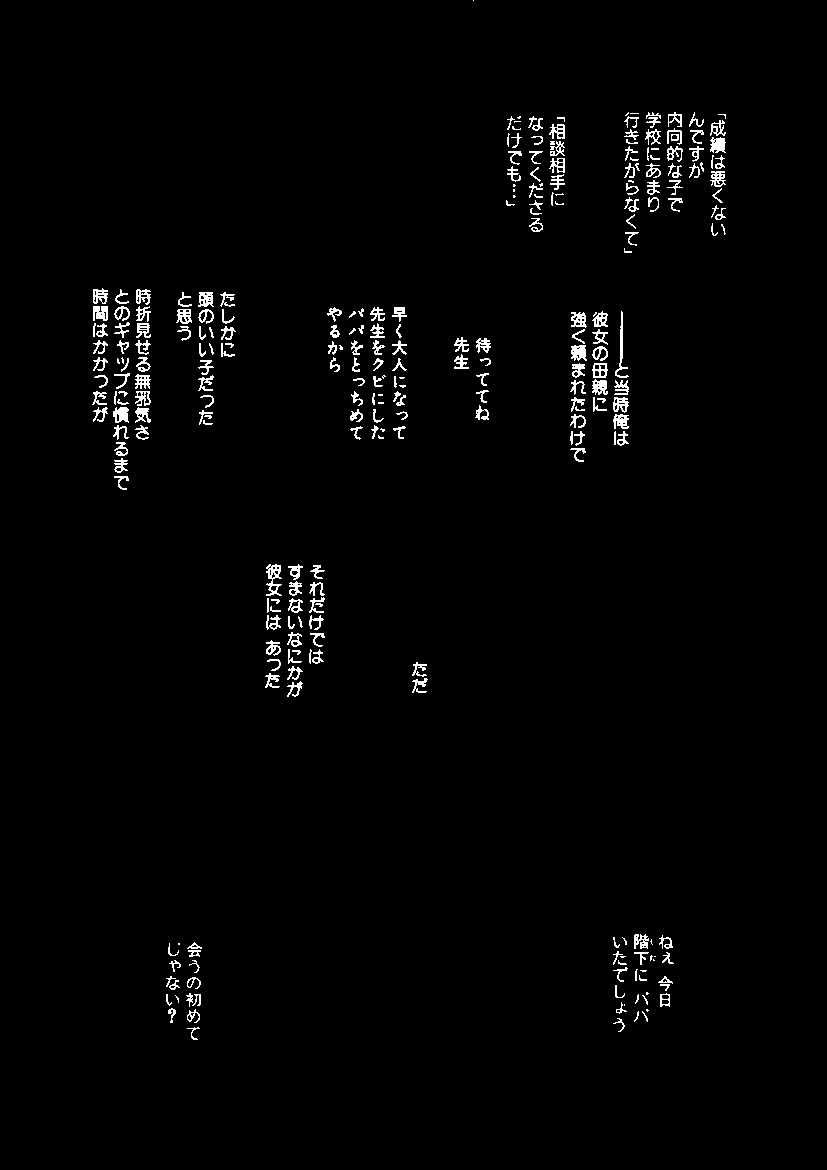 「成績は悪くない
んですが
内向的な子で
学校にあまり
行きたがらなくて」
「相談相手に
なってくださる
だけでも…」
――と当時俺は
彼女の母親に
強く頼まれたわけで
待っててね
先生
早く大人になって
先生をクビにした
パパをとっちめて
やるから
たしかに
頭のいい子だった
と思う
時折見せる無邪気さ
とのギャップに慣れるまで
時間はかかったが
ただ
それだけでは
すまないなにかが
彼女には あった
ねぇ 今日
階下に パパ
いたでしょう
会うの初めて
じゃない?